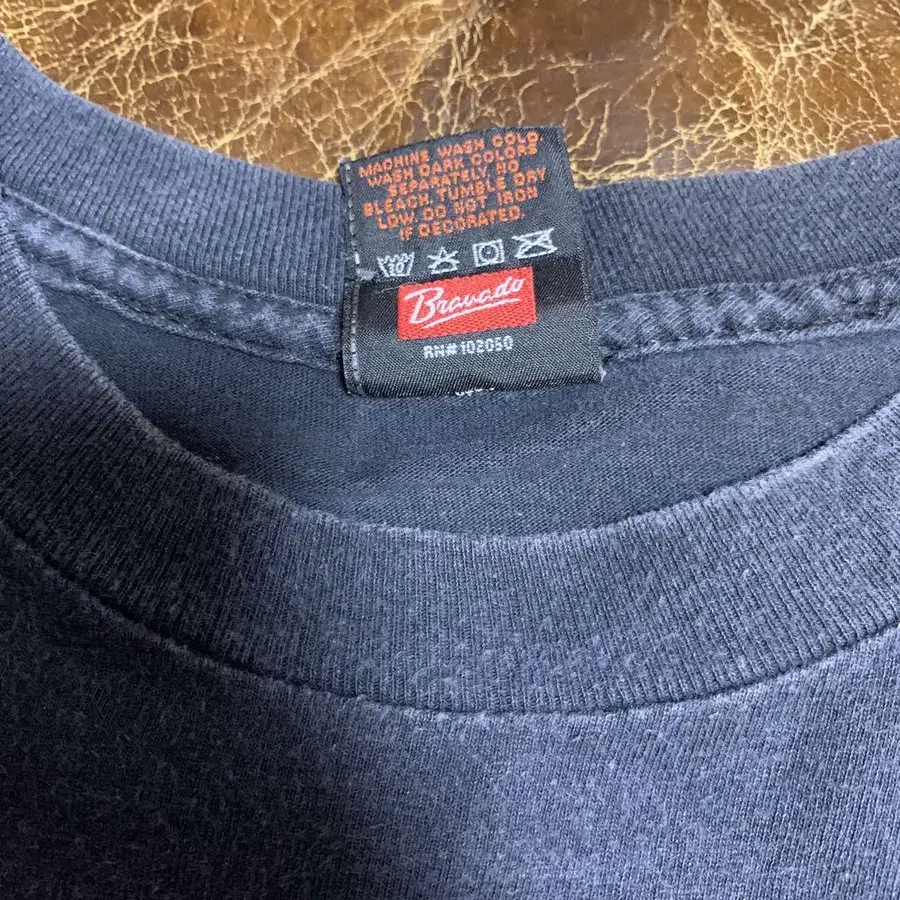 MACHINE WASH COLD
WASH DARK COLORS
SEPARATELY. NO
BLEACH. TUMBLE DRY
LOW. DO NOT IRON
IF DECORATED.
Bravado
RN# 102050